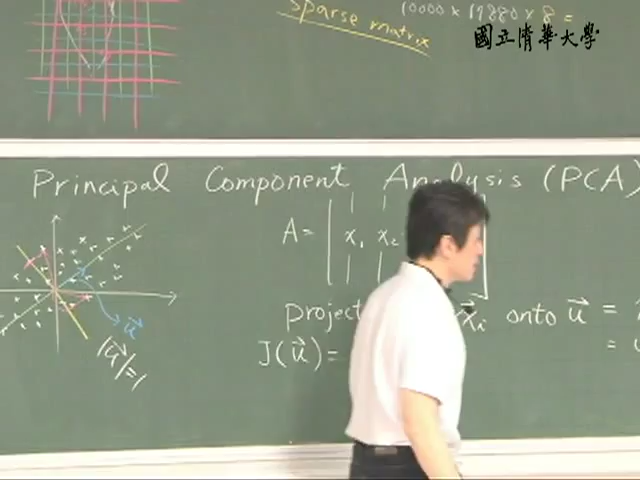 sparse matrix
10000 x 19880 x 8 =
國立清華大學
Principal Component Analysis (PCA)
A =
x₁ x₂
project x⃗ᵢ onto u⃗ =
J(u⃗) =
=
u⃗
|u⃗|=1